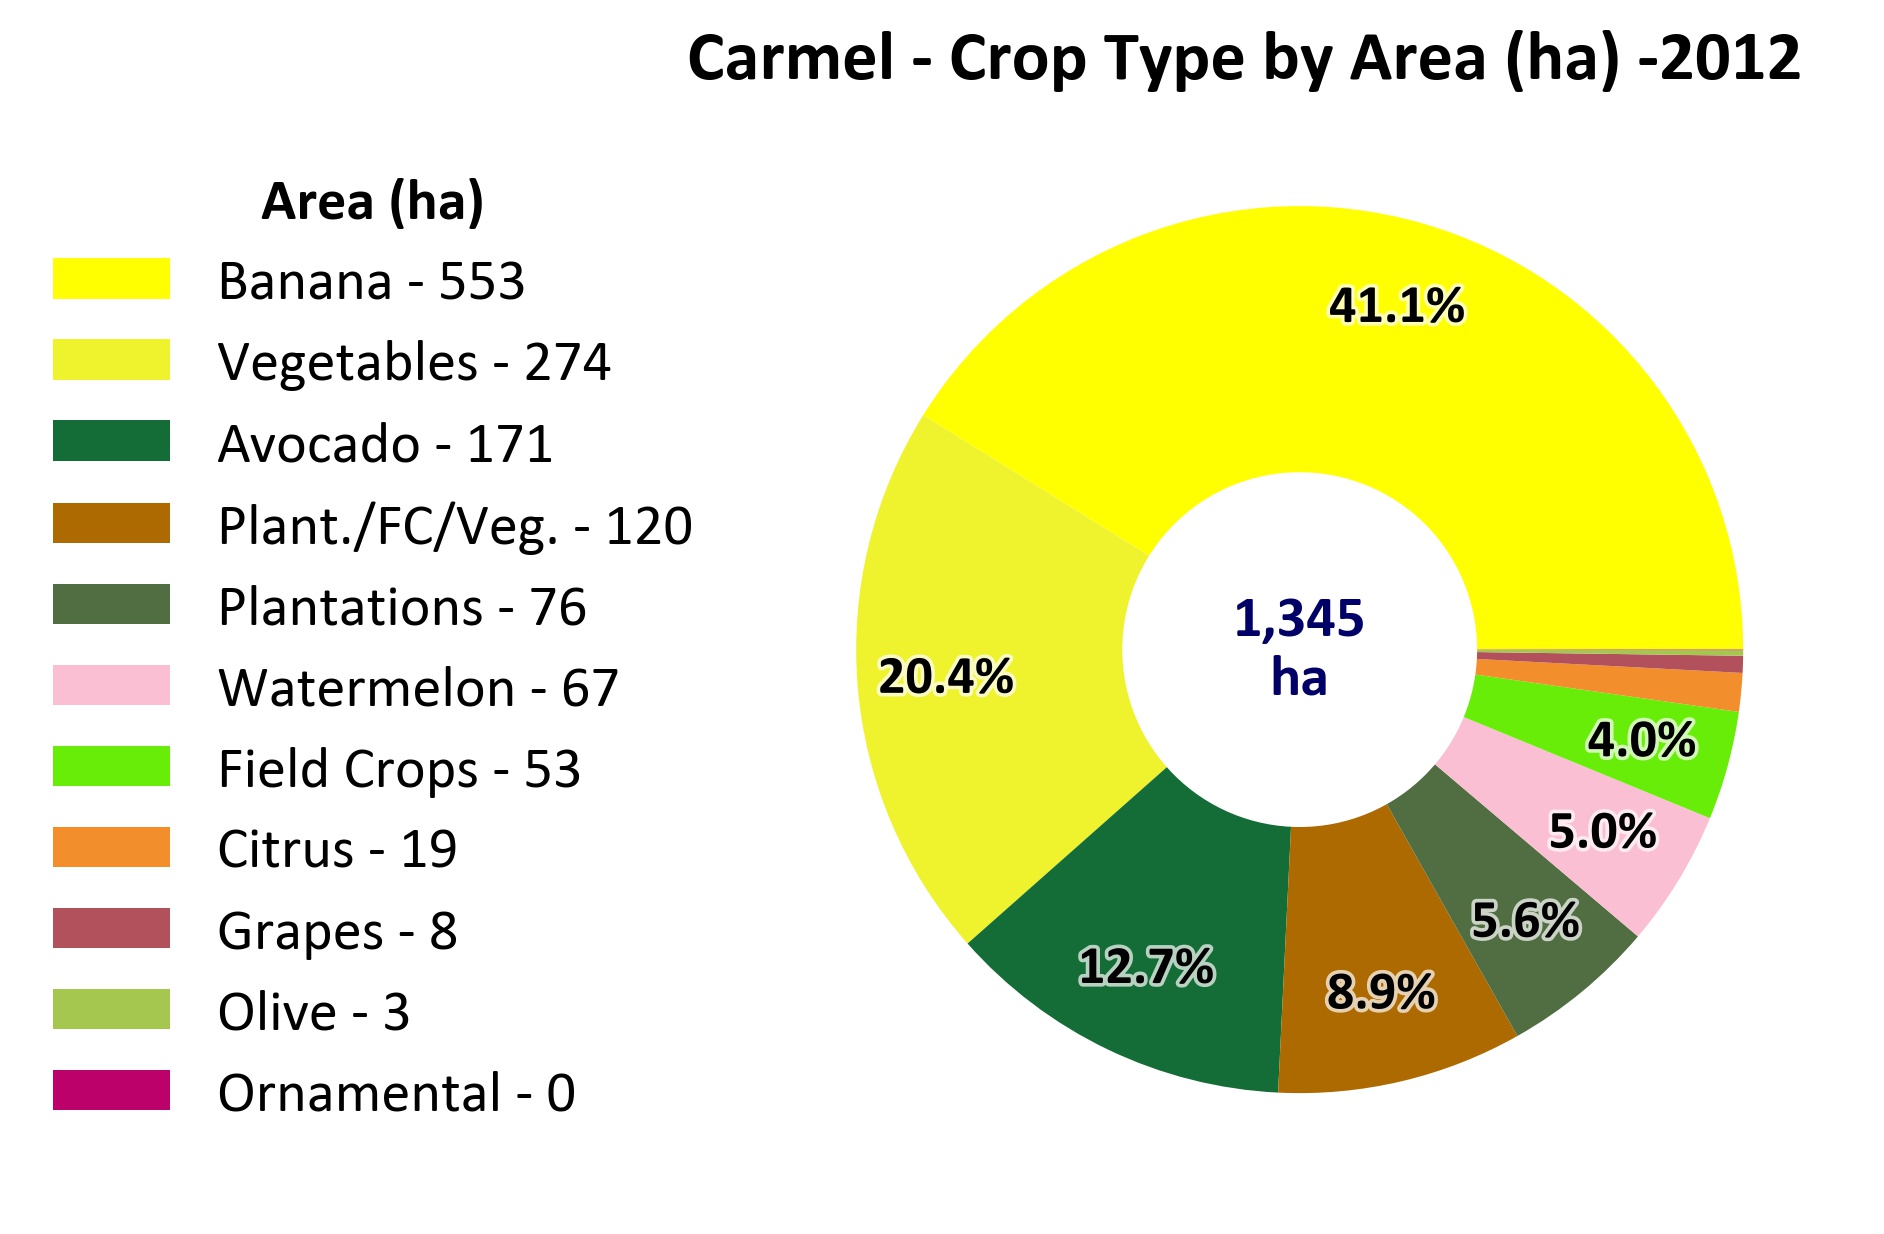 Carmel - Crop Type by Area (ha) -2012
Area (ha)
Banana - 553
Vegetables - 274
Avocado - 171
Plant./FC/Veg. - 120
Plantations - 76
Watermelon - 67
Field Crops - 53
Citrus - 19
Grapes - 8
Olive - 3
Ornamental - 0
41.1%
20.4%
12.7%
8.9%
5.6%
5.0%
4.0%
1,345
ha